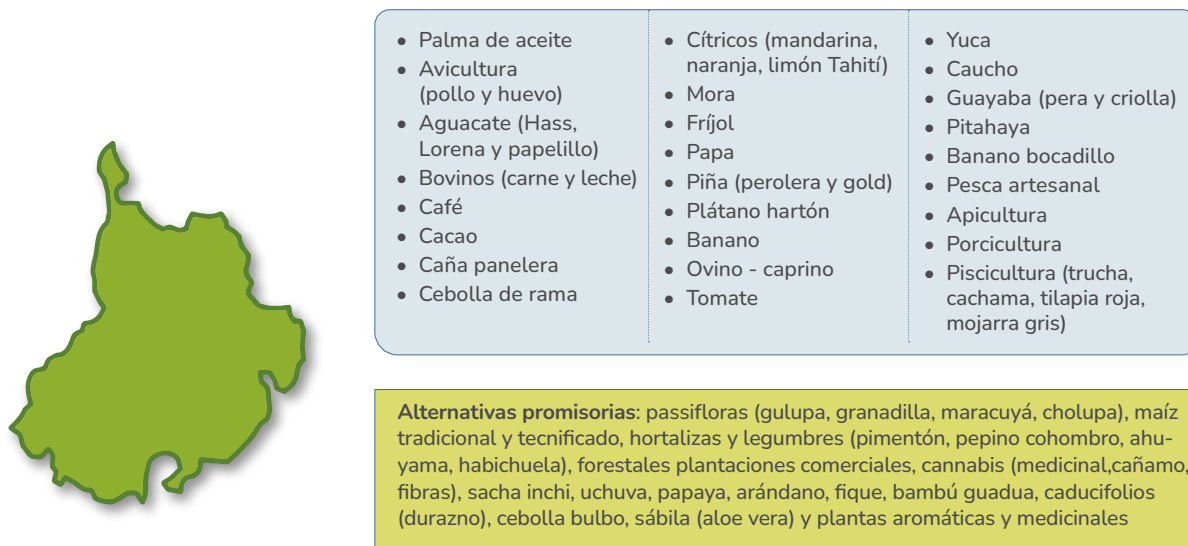 • Palma de aceite
• Avicultura
(pollo y huevo)
• Aguacate (Hass,
Lorena y papelillo)
• Bovinos (carne y leche)
• Café
• Cacao
• Caña panelera
• Cebolla de rama
• Cítricos (mandarina,
naranja, limón Tahití)
• Mora
• Fríjol
• Papa
• Piña (perolera y gold)
• Plátano hartón
• Banano
• Ovino - caprino
• Tomate
• Yuca
• Caucho
• Guayaba (pera y criolla)
• Pitahaya
• Banano bocadillo
• Pesca artesanal
• Apicultura
• Porcicultura
• Piscicultura (trucha,
cachama, tilapia roja,
mojarra gris)
Alternativas promisorias: passifloras (gulupa, granadilla, maracuyá, cholupa), maíz
tradicional y tecnificado, hortalizas y legumbres (pimentón, pepino cohombro, ahu-
yama, habichuela), forestales plantaciones comerciales, cannabis (medicinal,cañamo,
fibras), sacha inchi, uchuva, papaya, arándano, fique, bambú guadua, caducifolios
(durazno), cebolla bulbo, sábila (aloe vera) y plantas aromáticas y medicinales